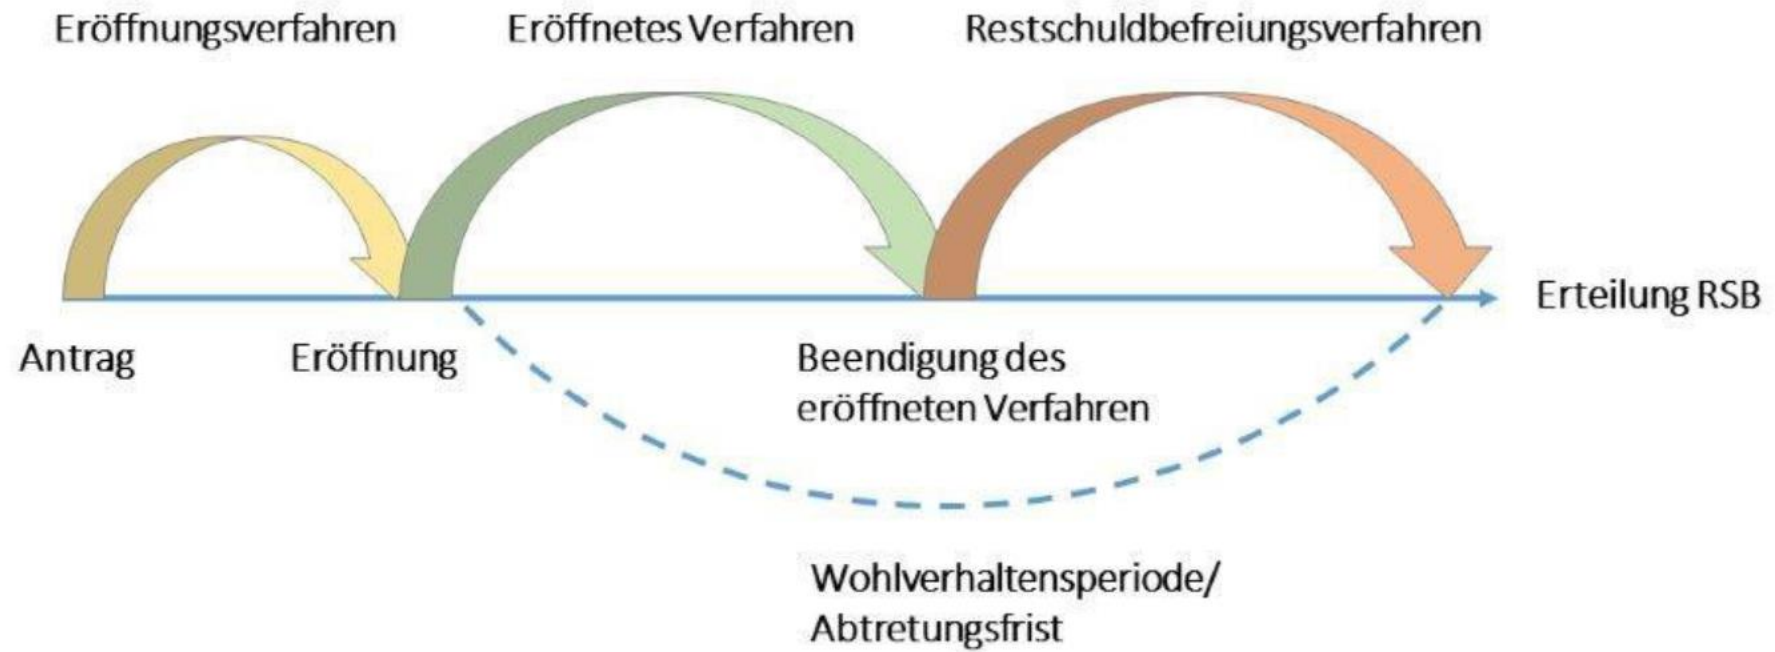 Eröffnungsverfahren
Eröffnetes Verfahren
Restschuldbefreiungsverfahren
Erteilung RSB
Antrag
Eröffnung
Beendigung des
eröffneten Verfahren
Wohlverhaltensperiode/
Abtretungsfrist